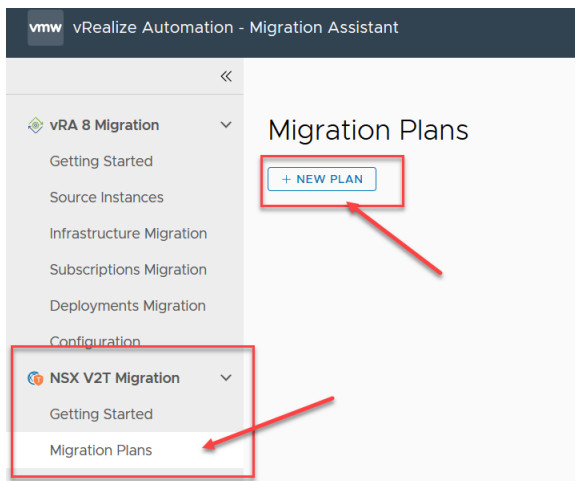 vmw vRealize Automation - Migration Assistant
«
vRA 8 Migration
Getting Started
Source Instances
Infrastructure Migration
Subscriptions Migration
Deployments Migration
Configuration
NSX V2T Migration
Getting Started
Migration Plans
Migration Plans
+ NEW PLAN